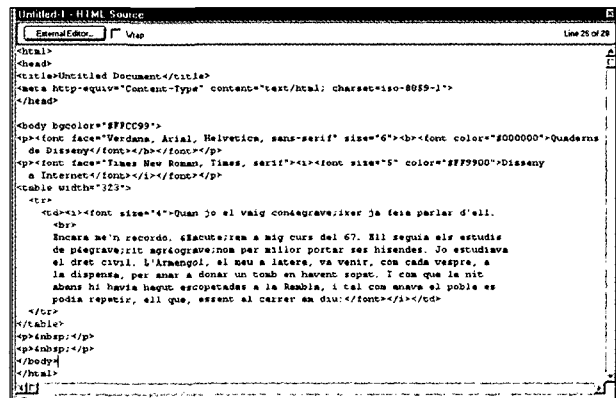 Untitled-1 - HTML Source
External Editor... Wrap Line 26 of 28
<html>
<head>
<title>Untitled Document</title>
<meta http-equiv="Content-Type" content="text/html; charset=iso-8859-1">
</head>
<body bgcolor="#FFCC99">
<p><font face="Verdana, Arial, Helvetica, sans-serif" size="6"><b><font color="#000000">Quaderns
de Disseny</font></b></font></p>
<p><font face="Times New Roman, Times, serif"><i><font size="5" color="#FF9900">Disseny
a Internet</font></i></font></p>
<table width="323">
<tr>
<td><i><font size="4">Quan jo el vaig con&egrave;ixer ja feia parlar d'ell.
<br>
Encara me'n recordo, &Eacute;rem a mig curs del 67. Ell seguia els estudis
de p&egrave;rit agr&ograve;nom per millor portar ses hisendes. Jo estudiava
el dret civil. L'Armengol, el meu a latere, va venir, com cada vespre, a
la dispensa, per anar a donar un tomb en havent sopat. I com que la nit
abans hi havia hagut escopetades a la Rambla, i tal com anava el poble es
podia repetir, ell que, essent al carrer em diu:</font></i></td>
</tr>
</table>
<p>&nbsp;</p>
<p>&nbsp;</p>
</body>
</html>